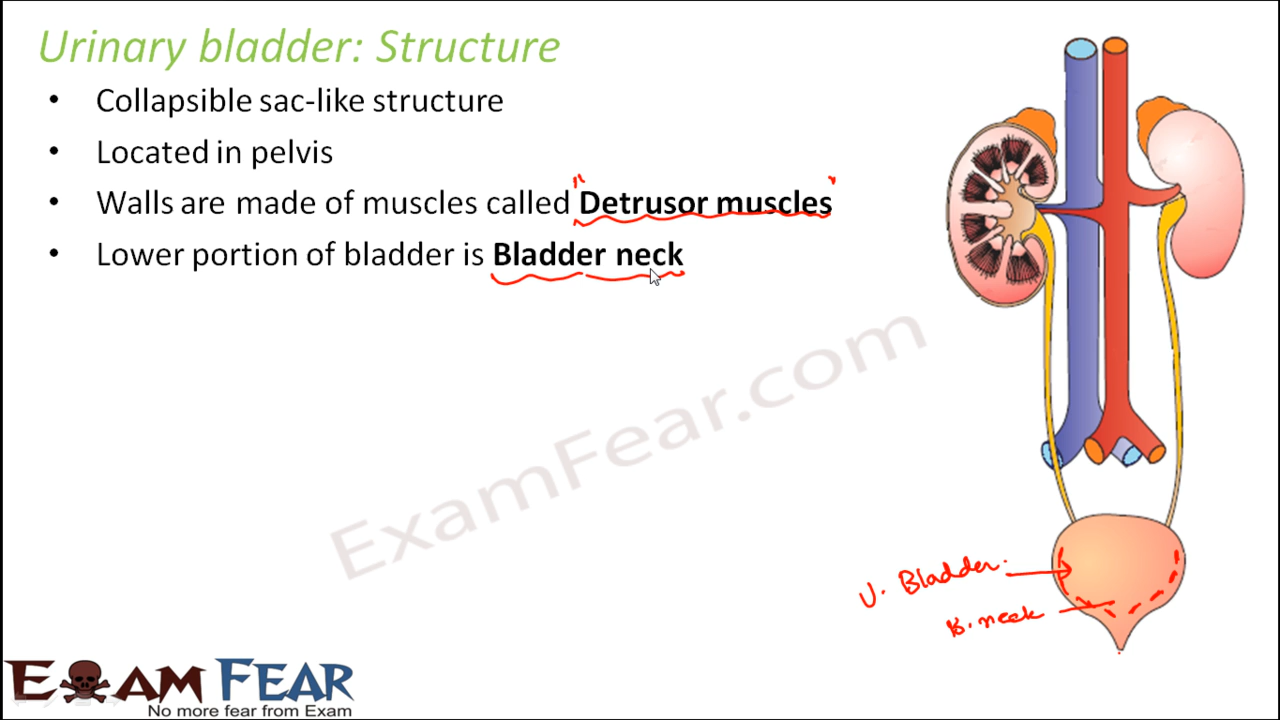 Urinary bladder: Structure
• Collapsible sac-like structure
• Located in pelvis
• Walls are made of muscles called "Detrusor muscles"
• Lower portion of bladder is Bladder neck
ExamFear.com
U. Bladder.
B. neck
EXAM FEAR
No more fear from Exam